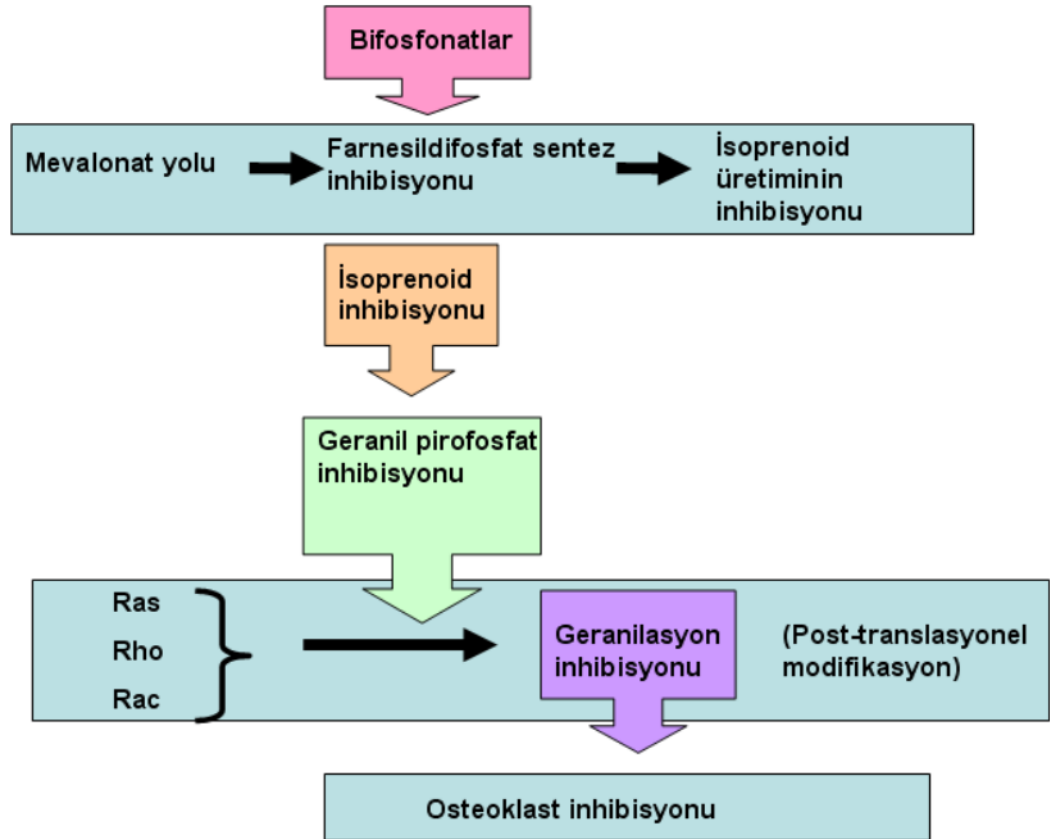 Bifosfonatlar
Mevalonat yolu
Farnesildifosfat sentez
inhibisyonu
İsoprenoid
üretiminin
inhibisyonu
İsoprenoid
inhibisyonu
Geranil pirofosfat
inhibisyonu
Ras
Rho
Rac
Geranilasyon
inhibisyonu
(Post-translasyonel
modifikasyon)
Osteoklast inhibisyonu